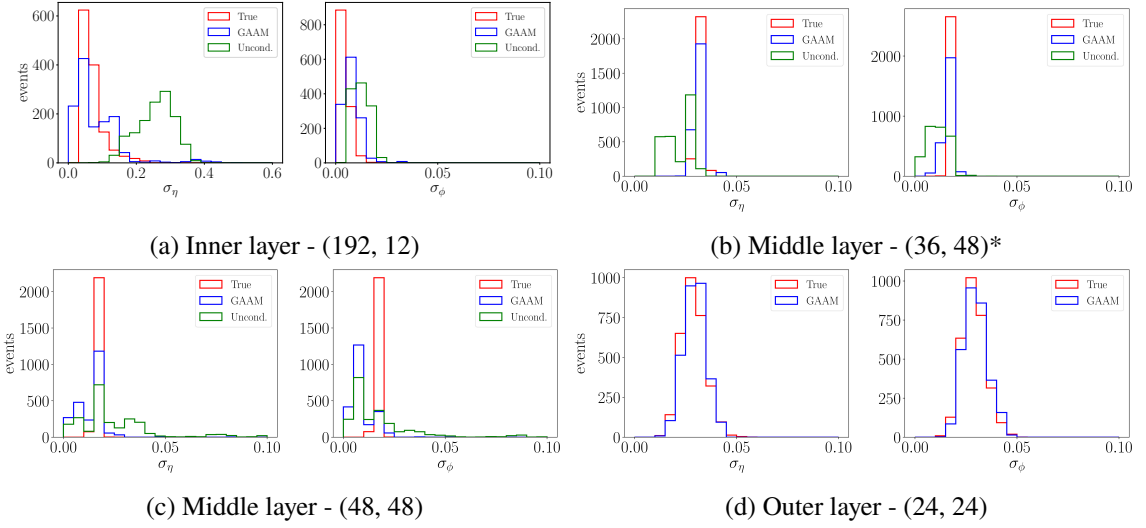 True
GAAM
Uncond.
events
600
400
200
0
0.0 0.2 0.4 0.6
σ_η
True
GAAM
Uncond.
800
600
400
200
0
0.00 0.05 0.10
σ_ϕ
(a) Inner layer - (192, 12)
True
GAAM
Uncond.
events
2000
1500
1000
500
0
0.00 0.05 0.10
σ_η
True
GAAM
Uncond.
2000
1000
0
0.00 0.05 0.10
σ_ϕ
(b) Middle layer - (36, 48)*
True
GAAM
Uncond.
events
2000
1500
1000
500
0
0.00 0.05 0.10
σ_η
True
GAAM
Uncond.
2000
1500
1000
500
0
0.00 0.05 0.10
σ_ϕ
(c) Middle layer - (48, 48)
True
GAAM
events
1000
750
500
250
0
0.00 0.05 0.10
σ_η
True
GAAM
1000
750
500
250
0
0.00 0.05 0.10
σ_ϕ
(d) Outer layer - (24, 24)